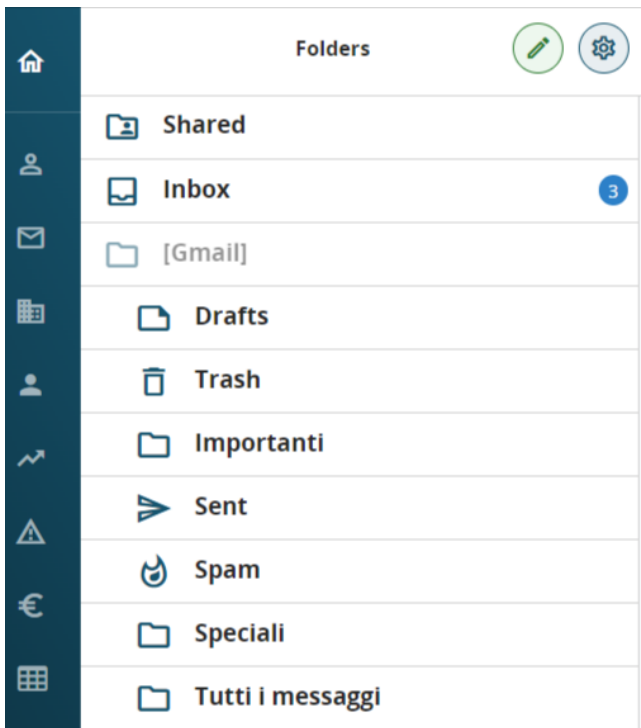 Folders
Shared
Inbox
3
[Gmail]
Drafts
Trash
Importanti
Sent
Spam
Speciali
Tutti i messaggi